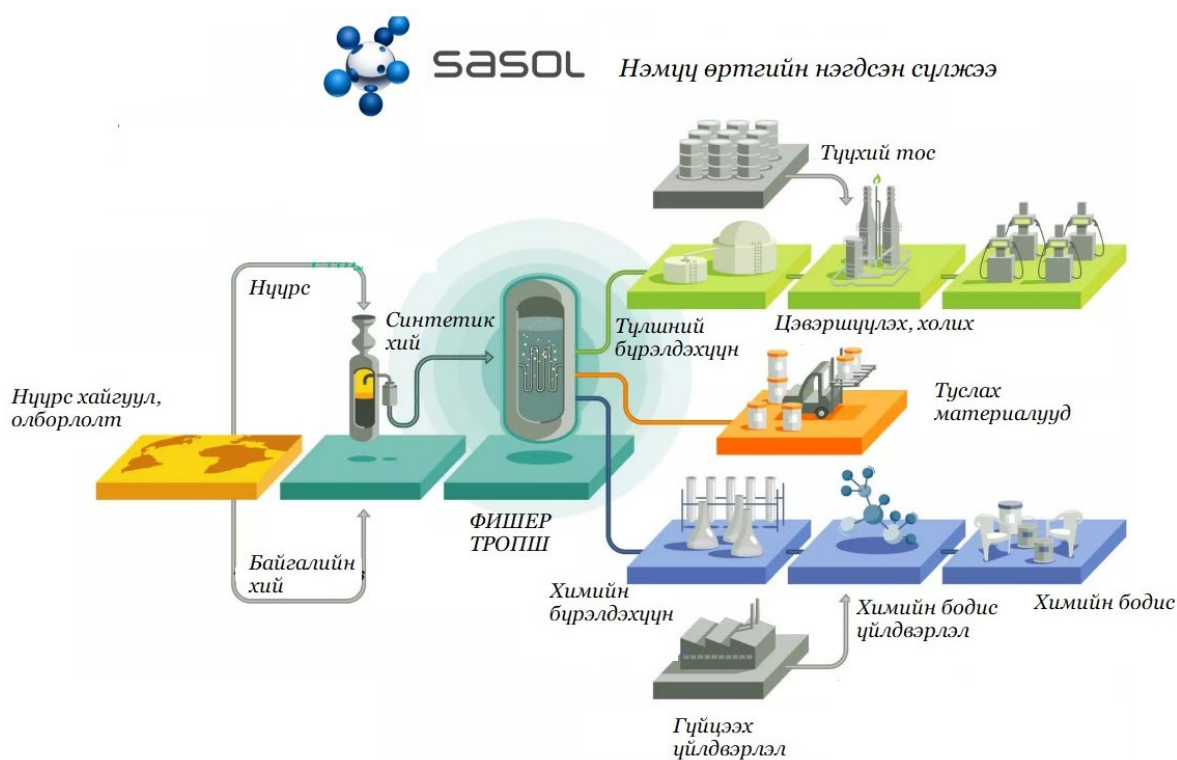 sasol Нэмүү өртгийн нэгдсэн сүлжээ
Түүхий тос
Нүүрс
Синтетик
хий
Түлшний
бүрэлдэхүүн
Цэвэршүүлэх, холих
Нүүрс хайгуул,
олборлолт
Туслах
материалууд
ФИШЕР
ТРОПШ
Байгалийн
хий
Химийн
бүрэлдэхүүн
Химийн бодис
үйлдвэрлэл
Химийн бодис
Гүйцээх
үйлдвэрлэл